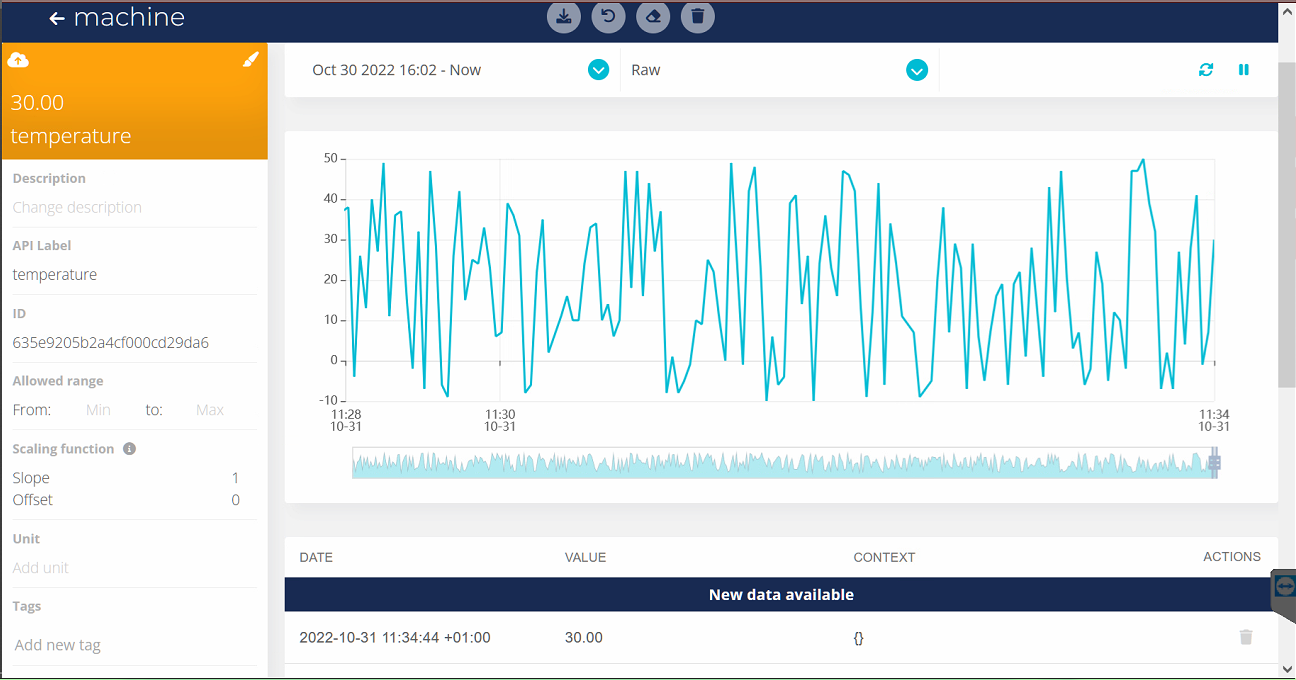 machine
30.00
temperature
Description
Change description
API Label
temperature
ID
635e9205b2a4cf000cd29da6
Allowed range
From: Min to: Max
Scaling function
Slope 1
Offset 0
Unit
Add unit
Tags
Add new tag
Oct 30 2022 16:02 - Now
Raw
50
40
30
20
10
0
-10
11:28
10-31
11:30
10-31
11:34
10-31
DATE VALUE CONTEXT ACTIONS
New data available
2022-10-31 11:34:44 +01:00 30.00 {}